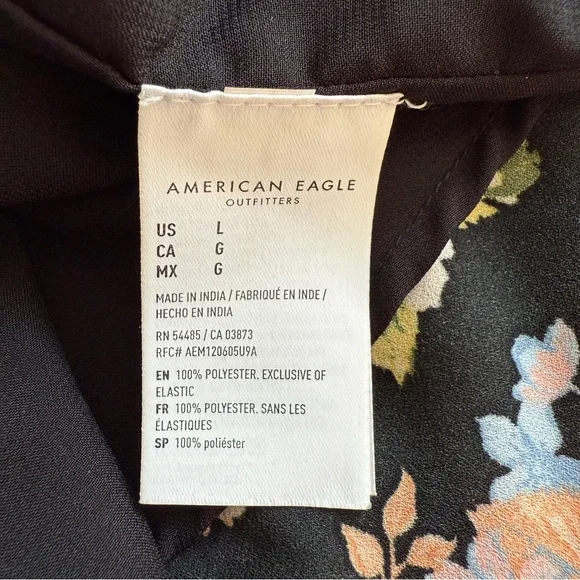 AMERICAN EAGLE
OUTFITTERS
US L
CA G
MX G
MADE IN INDIA / FABRIQUÉ EN INDE /
HECHO EN INDIA
RN 54485 / CA 03873
RFC# AEM120605U9A
EN 100% POLYESTER. EXCLUSIVE OF
ELASTIC
FR 100% POLYESTER. SANS LES
ÉLASTIQUES
SP 100% poliéster